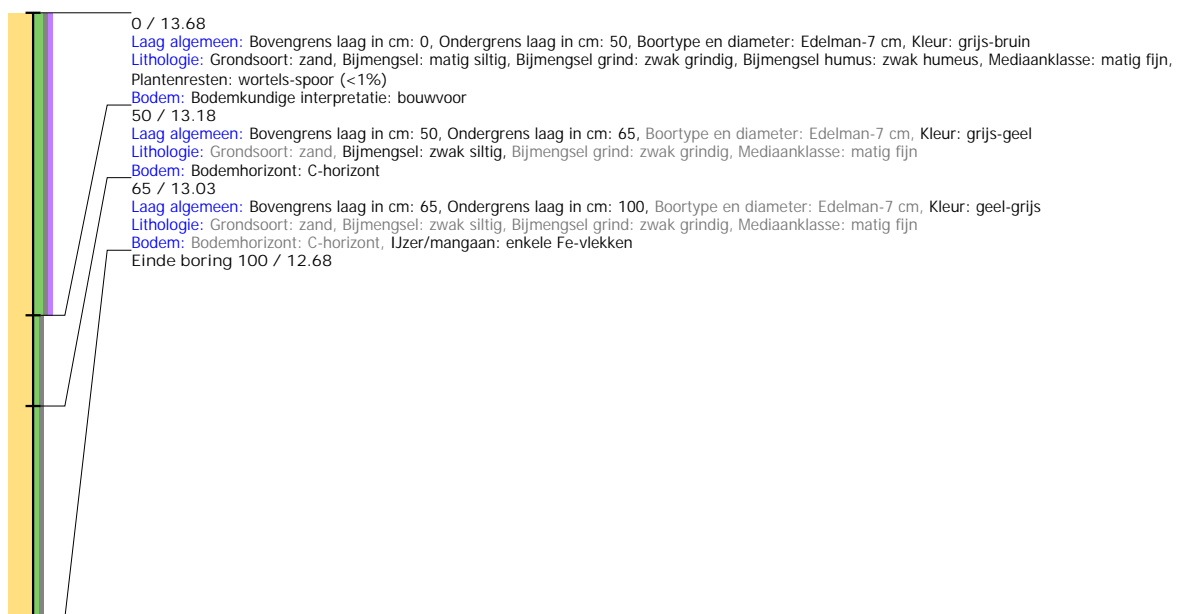 0 / 13.68
Laag algemeen: Bovengrens laag in cm: 0, Ondergrens laag in cm: 50, Boortype en diameter: Edelman-7 cm, Kleur: grijs-bruin
Lithologie: Grondsoort: zand, Bijmengsel: matig siltig, Bijmengsel grind: zwak grindig, Bijmengsel humus: zwak humeus, Mediaanklasse: matig fijn,
Plantenresten: wortels-spoor (<1%)
Bodem: Bodemkundige interpretatie: bouwvoor
50 / 13.18
Laag algemeen: Bovengrens laag in cm: 50, Ondergrens laag in cm: 65, Boortype en diameter: Edelman-7 cm, Kleur: grijs-geel
Lithologie: Grondsoort: zand, Bijmengsel: zwak siltig, Bijmengsel grind: zwak grindig, Mediaanklasse: matig fijn
Bodem: Bodemhorizont: C-horizont
65 / 13.03
Laag algemeen: Bovengrens laag in cm: 65, Ondergrens laag in cm: 100, Boortype en diameter: Edelman-7 cm, Kleur: geel-grijs
Lithologie: Grondsoort: zand, Bijmengsel: zwak siltig, Bijmengsel grind: zwak grindig, Mediaanklasse: matig fijn
Bodem: Bodemhorizont: C-horizont, IJzer/mangaan: enkele Fe-vlekken
Einde boring 100 / 12.68